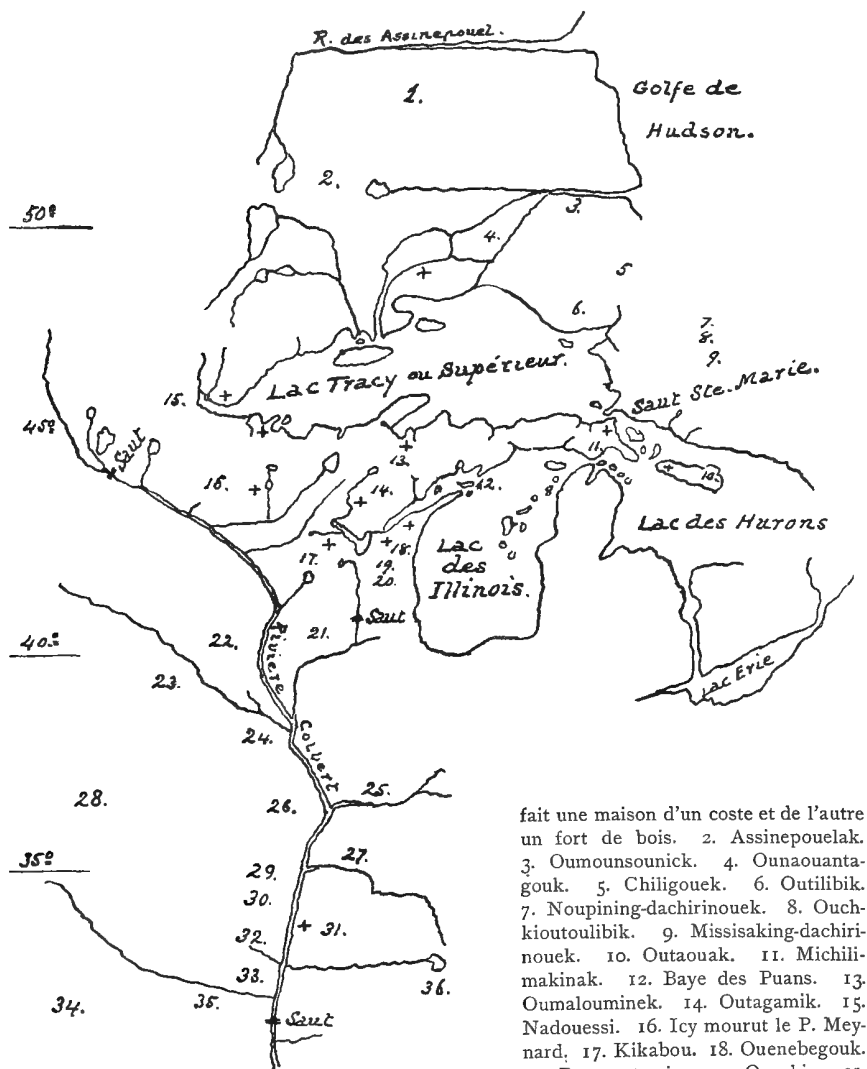 R. des Assinepouel.
1.
Golfe de
Hudson.
2.
50º
3.
4.
5
6.
7.
8.
9.
Lac Tracy ou Supérieur.
Saut Ste. Marie.
15.
45º
Saut
11.
10.
13.
16.
14.
12.
Lac des Hurons
18.
17.
19.
20.
Lac
des
Illinois.
Saut
21.
22.
40º
Riviere
Colbert
23.
Lac Erie
24.
25.
26.
28.
27.
35º
29.
30.
31.
32.
33.
36.
34.
35.
Saut
fait une maison d'un coste et de l'autre
un fort de bois. 2. Assinepouelak.
3. Oumounsounick. 4. Ounaouanta-
gouk. 5. Chiligouek. 6. Outilibik.
7. Noupining-dachirinouek. 8. Ouch-
kioutoulibik. 9. Missisaking-dachiri-
nouek. 10. Outaouak. 11. Michili-
makinak. 12. Baye des Puans. 13.
Oumalouminek. 14. Outagamik. 15.
Nadouessi. 16. Icy mourut le P. Mey-
nard. 17. Kikabou. 18. Ouenebegouk.